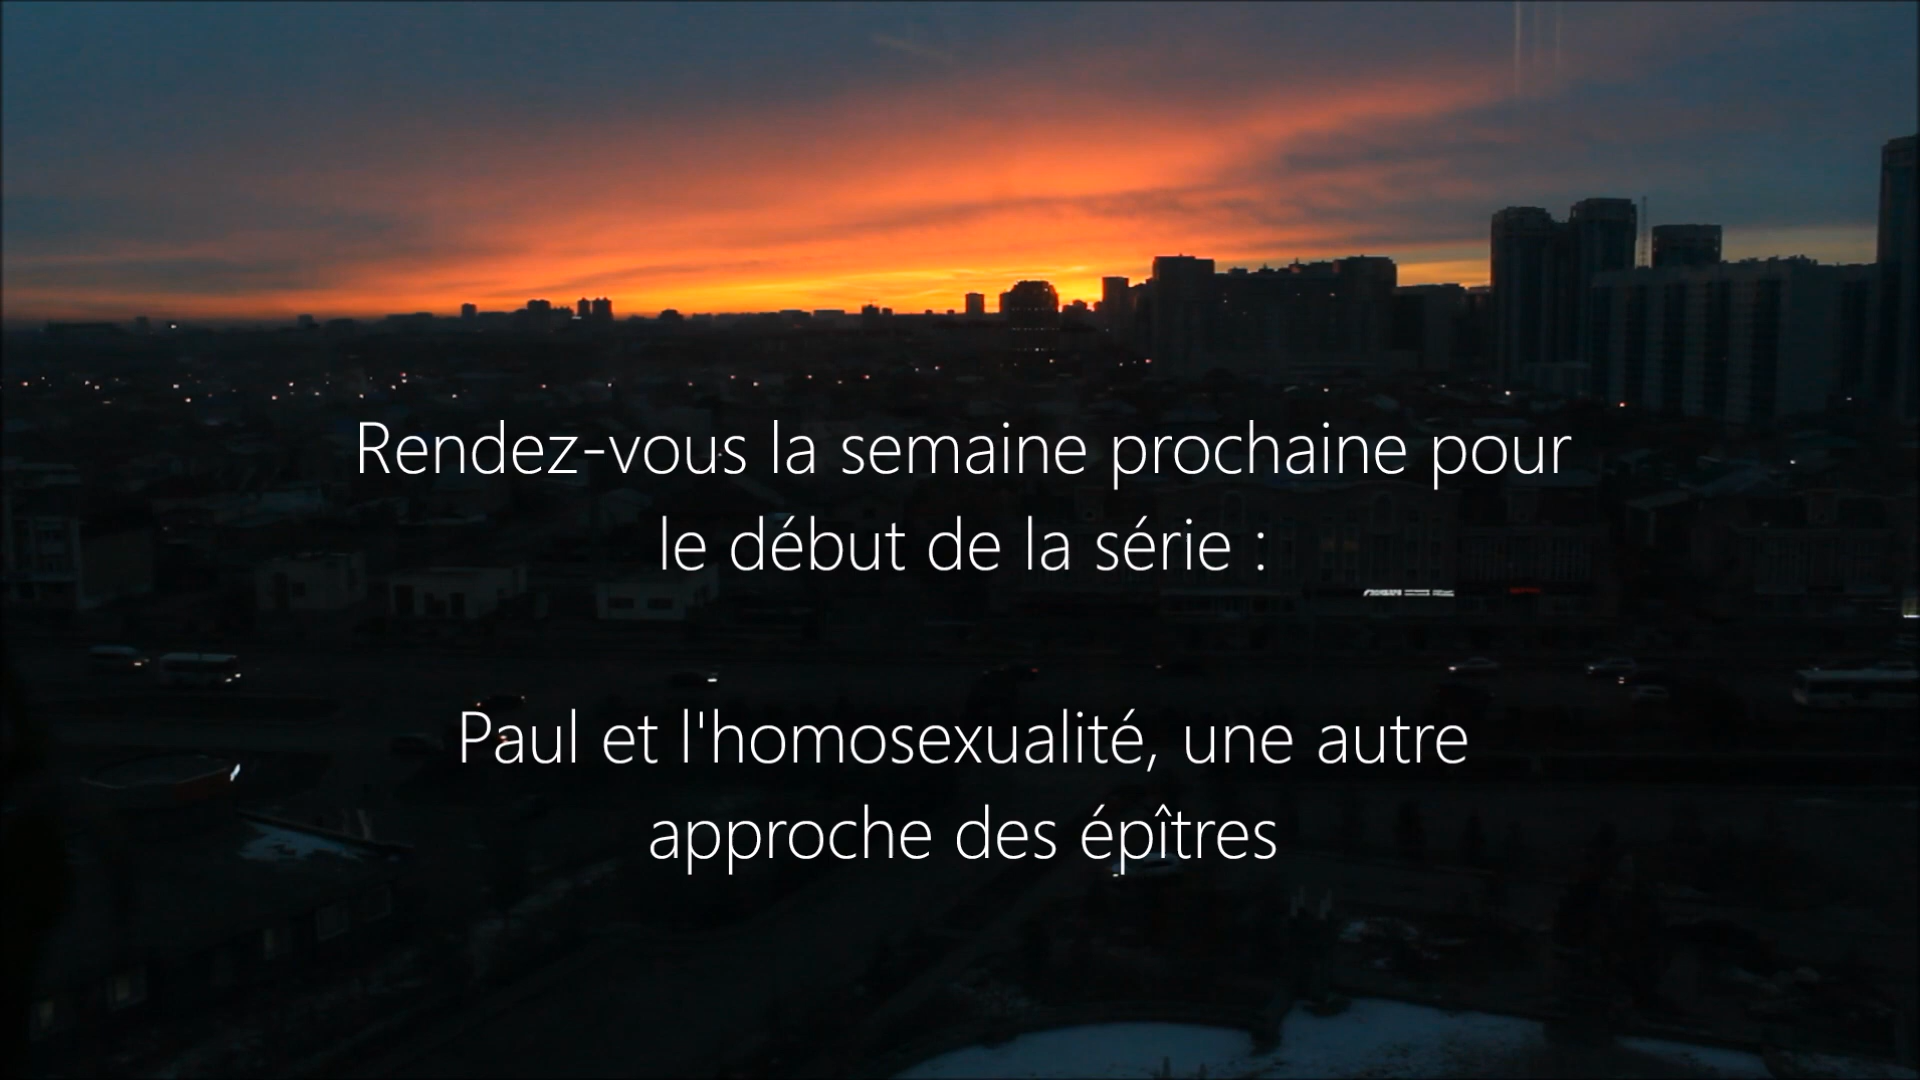 Rendez-vous la semaine prochaine pour
le début de la série :
Paul et l'homosexualité, une autre
approche des épîtres